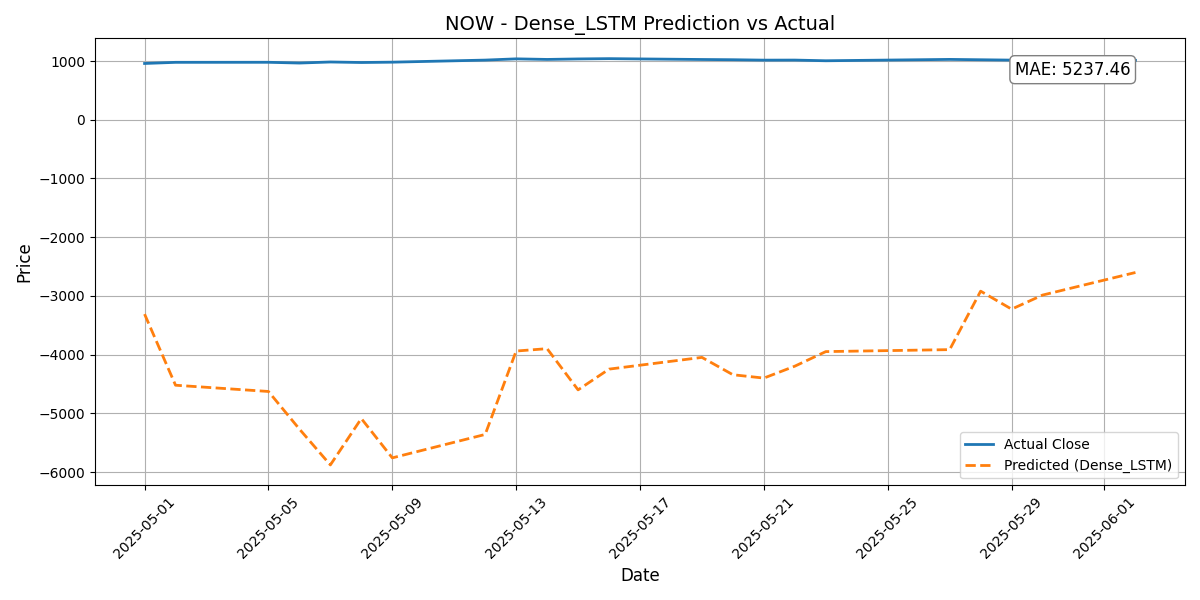 NOW - Dense_LSTM Prediction vs Actual
MAE: 5237.46
Price
1000
0
−1000
−2000
−3000
−4000
−5000
−6000
Actual Close
Predicted (Dense_LSTM)
2025-05-01
2025-05-05
2025-05-09
2025-05-13
2025-05-17
2025-05-21
2025-05-25
2025-05-29
2025-06-01
Date